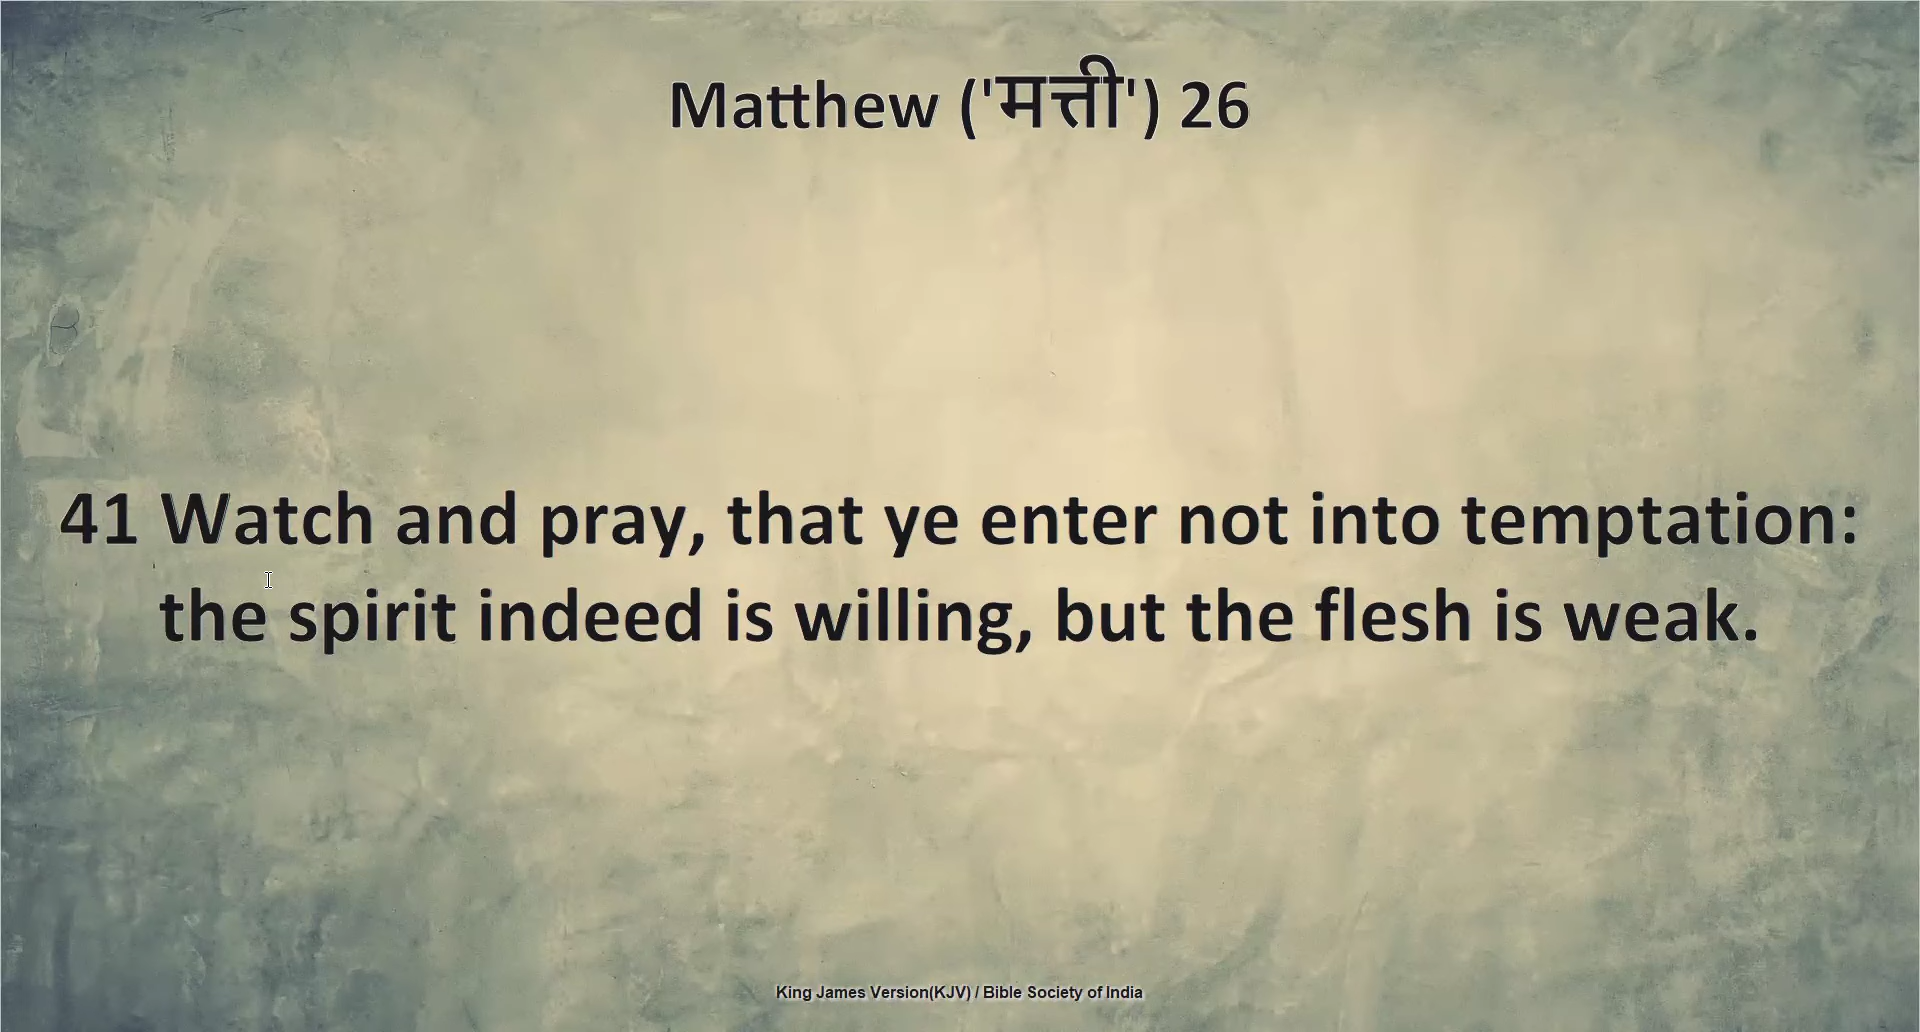 Matthew ('मत्ती') 26
41 Watch and pray, that ye enter not into temptation:
the spirit indeed is willing, but the flesh is weak.
King James Version(KJV) / Bible Society of India